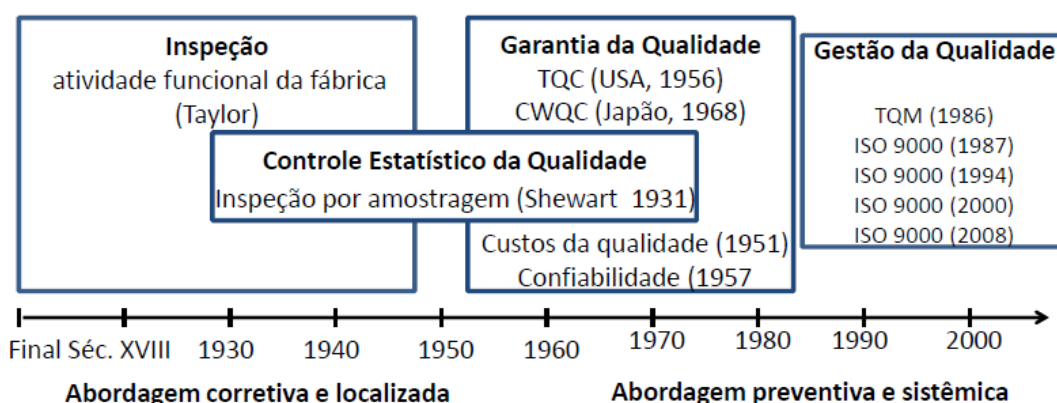 Inspeção
atividade funcional da fábrica
(Taylor)
Controle Estatístico da Qualidade
Inspeção por amostragem (Shewart 1931)
Garantia da Qualidade
TQC (USA, 1956)
CWQC (Japão, 1968)
Custos da qualidade (1951)
Confiabilidade (1957
Gestão da Qualidade
TQM (1986)
ISO 9000 (1987)
ISO 9000 (1994)
ISO 9000 (2000)
ISO 9000 (2008)
Final Séc. XVIII 1930 1940 1950 1960 1970 1980 1990 2000
Abordagem corretiva e localizada
Abordagem preventiva e sistêmica